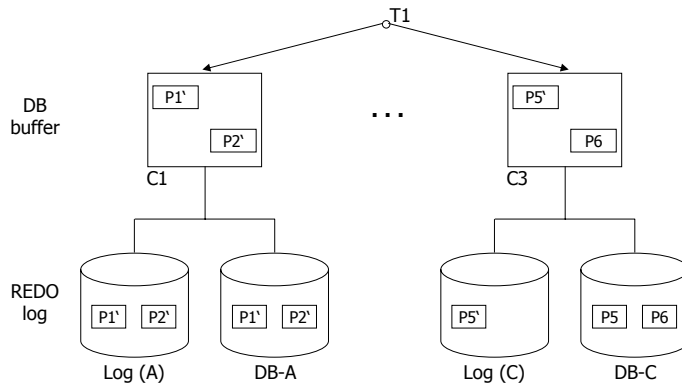 T1
DB
buffer
P1‘
P2‘
...
P5‘
P6
C1
C3
REDO
log
P1‘ P2‘
P1‘ P2‘
P5‘
P5 P6
Log (A)
DB-A
Log (C)
DB-C